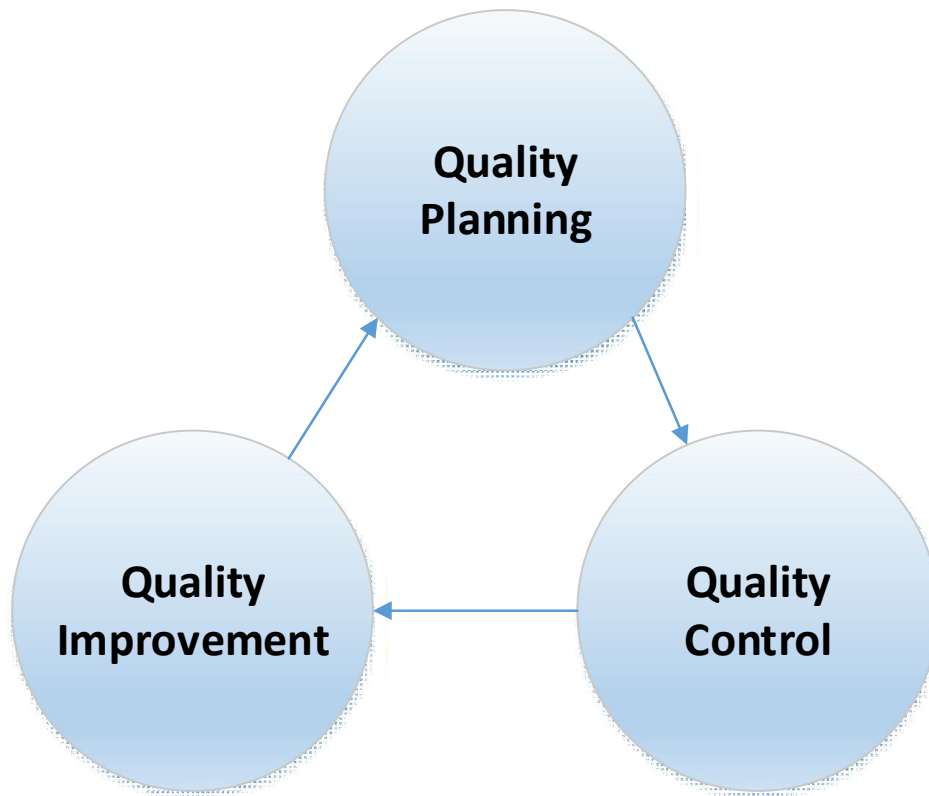 Quality
Planning
Quality
Improvement
Quality
Control